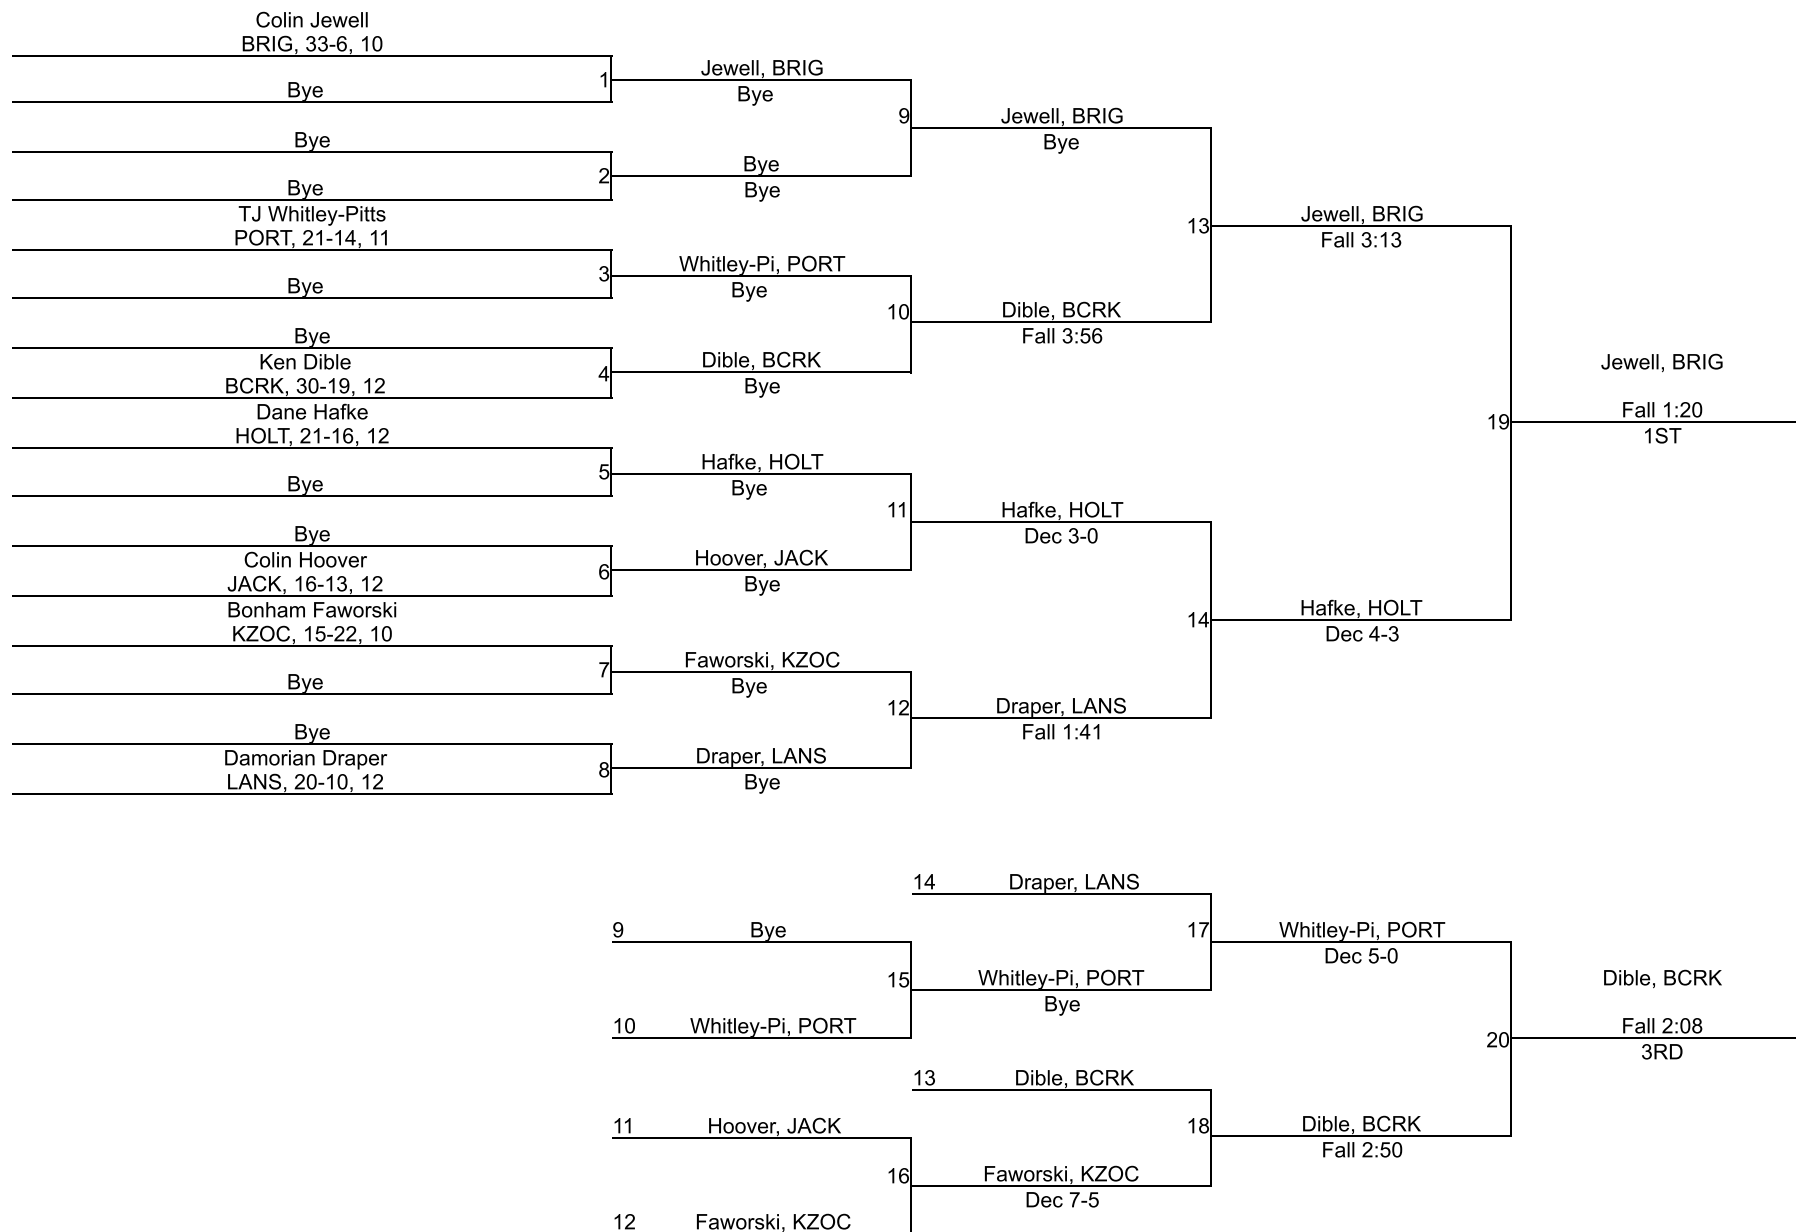 Colin Jewell
BRIG, 33-6, 10
1
Jewell, BRIG
Bye
Bye
9
Jewell, BRIG
Bye
Bye
2
Bye
Bye
Bye
13
Jewell, BRIG
Fall 3:13
TJ Whitley-Pitts
PORT, 21-14, 11
3
Whitley-Pi, PORT
Bye
Bye
10
Dible, BCRK
Fall 3:56
Bye
4
Dible, BCRK
Bye
Ken Dible
BCRK, 30-19, 12
19
Jewell, BRIG
Fall 1:20
1ST
Dane Hafke
HOLT, 21-16, 12
5
Hafke, HOLT
Bye
Bye
11
Hafke, HOLT
Dec 3-0
Bye
6
Hoover, JACK
Bye
Colin Hoover
JACK, 16-13, 12
14
Hafke, HOLT
Dec 4-3
Bonham Faworski
KZOC, 15-22, 10
7
Faworski, KZOC
Bye
Bye
12
Draper, LANS
Fall 1:41
Bye
8
Draper, LANS
Bye
Damorian Draper
LANS, 20-10, 12
14 Draper, LANS
9 Bye
17
Whitley-Pi, PORT
Dec 5-0
15
Whitley-Pi, PORT
Bye
10 Whitley-Pi, PORT
20
Dible, BCRK
Fall 2:08
3RD
13 Dible, BCRK
11 Hoover, JACK
18
Dible, BCRK
Fall 2:50
16
Faworski, KZOC
Dec 7-5
12 Faworski, KZOC